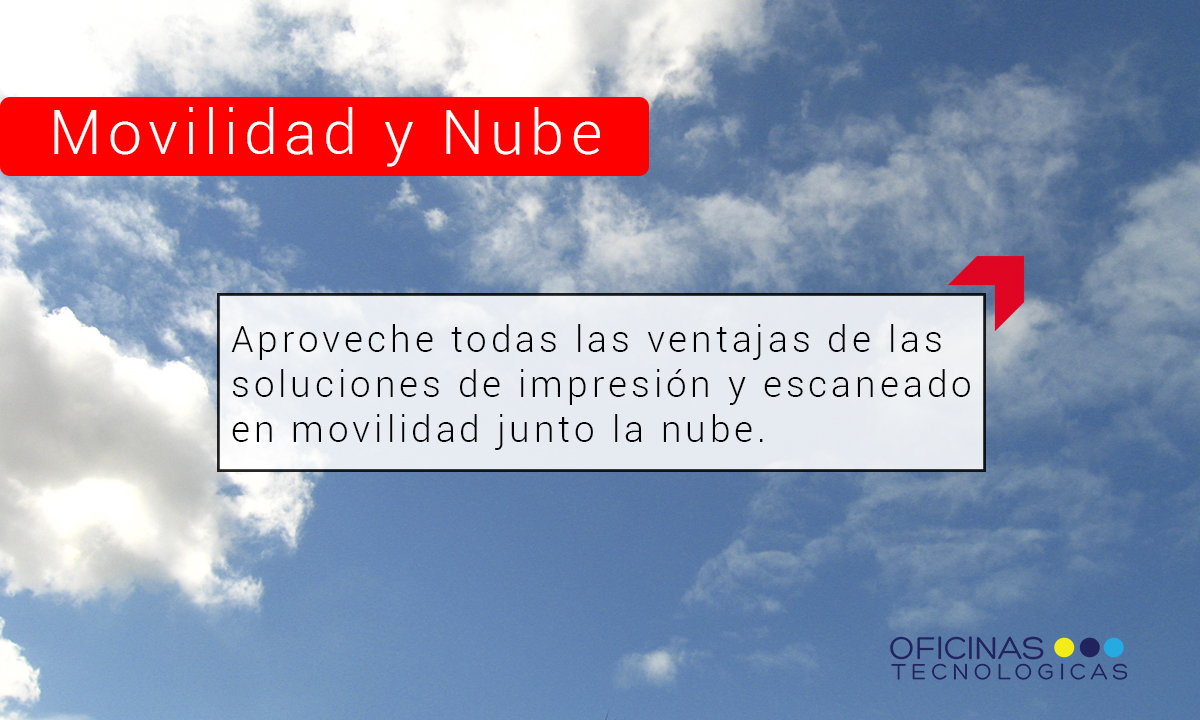 Movilidad y Nube
Aproveche todas las ventajas de las
soluciones de impresión y escaneado
en movilidad junto la nube.
OFICINAS
TECNOLOGICAS